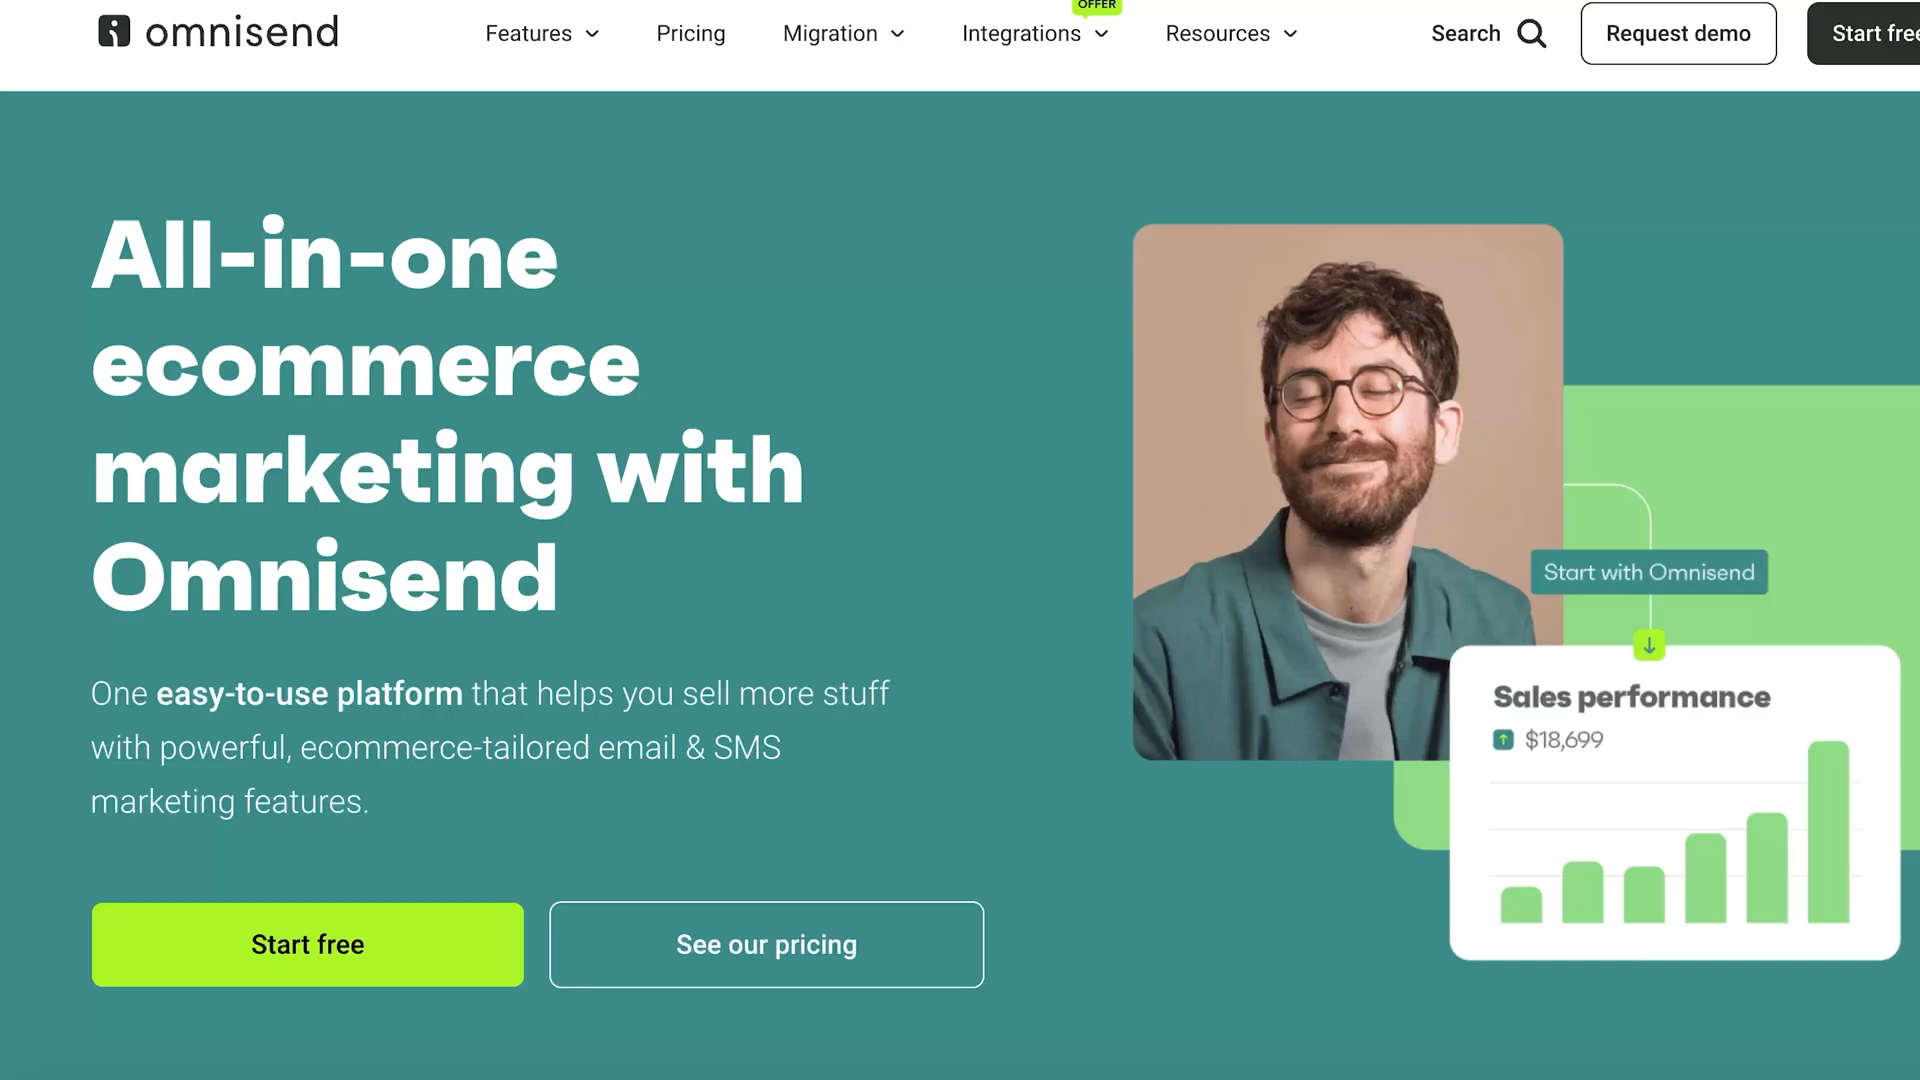 OFFER
omnisend
Features
Pricing
Migration
Integrations
Resources
Search
Request demo
Start free
All-in-one
ecommerce
marketing with
Omnisend
One easy-to-use platform that helps you sell more stuff
with powerful, ecommerce-tailored email & SMS
marketing features.
Start free
See our pricing
Start with Omnisend
Sales performance
$18,699